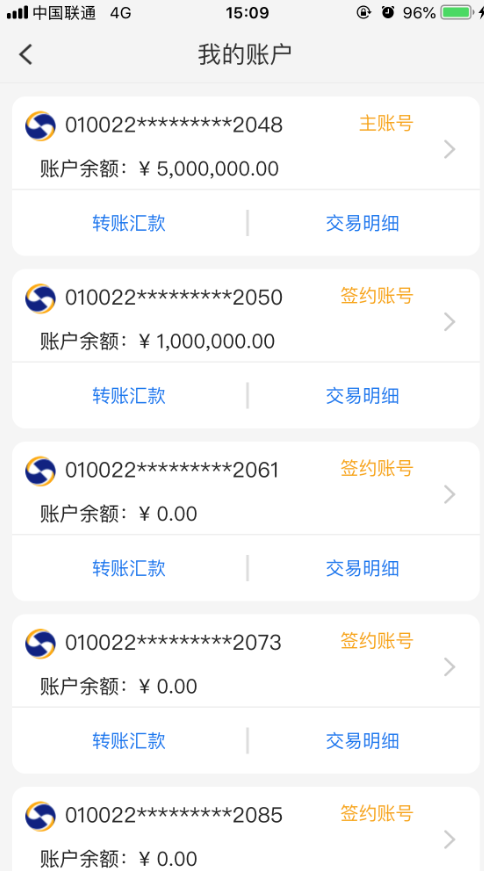 中国联通 4G 15:09 96%
我的账户
010022*********2048 主账号
账户余额：¥ 5,000,000.00
转账汇款 交易明细
010022*********2050 签约账号
账户余额：¥ 1,000,000.00
转账汇款 交易明细
010022*********2061 签约账号
账户余额：¥ 0.00
转账汇款 交易明细
010022*********2073 签约账号
账户余额：¥ 0.00
转账汇款 交易明细
010022*********2085 签约账号
账户余额：¥ 0.00